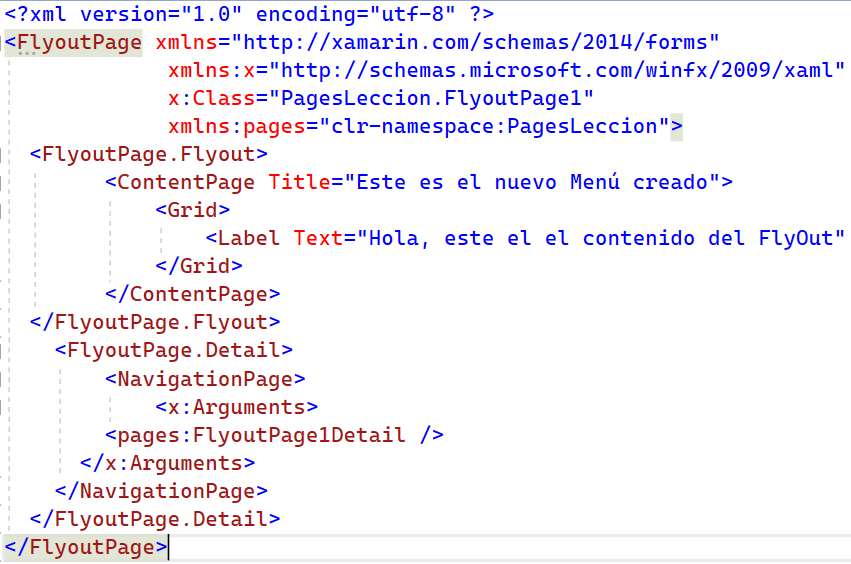 <?xml version="1.0" encoding="utf-8" ?>
<FlyoutPage xmlns="http://xamarin.com/schemas/2014/forms"
xmlns:x="http://schemas.microsoft.com/winfx/2009/xaml"
x:Class="PagesLeccion.FlyoutPage1"
xmlns:pages="clr-namespace:PagesLeccion">
<FlyoutPage.Flyout>
<ContentPage Title="Este es el nuevo Menú creado">
<Grid>
<Label Text="Hola, este el el contenido del FlyOut"
</Grid>
</ContentPage>
</FlyoutPage.Flyout>
<FlyoutPage.Detail>
<NavigationPage>
<x:Arguments>
<pages:FlyoutPage1Detail />
</x:Arguments>
</NavigationPage>
</FlyoutPage.Detail>
</FlyoutPage>